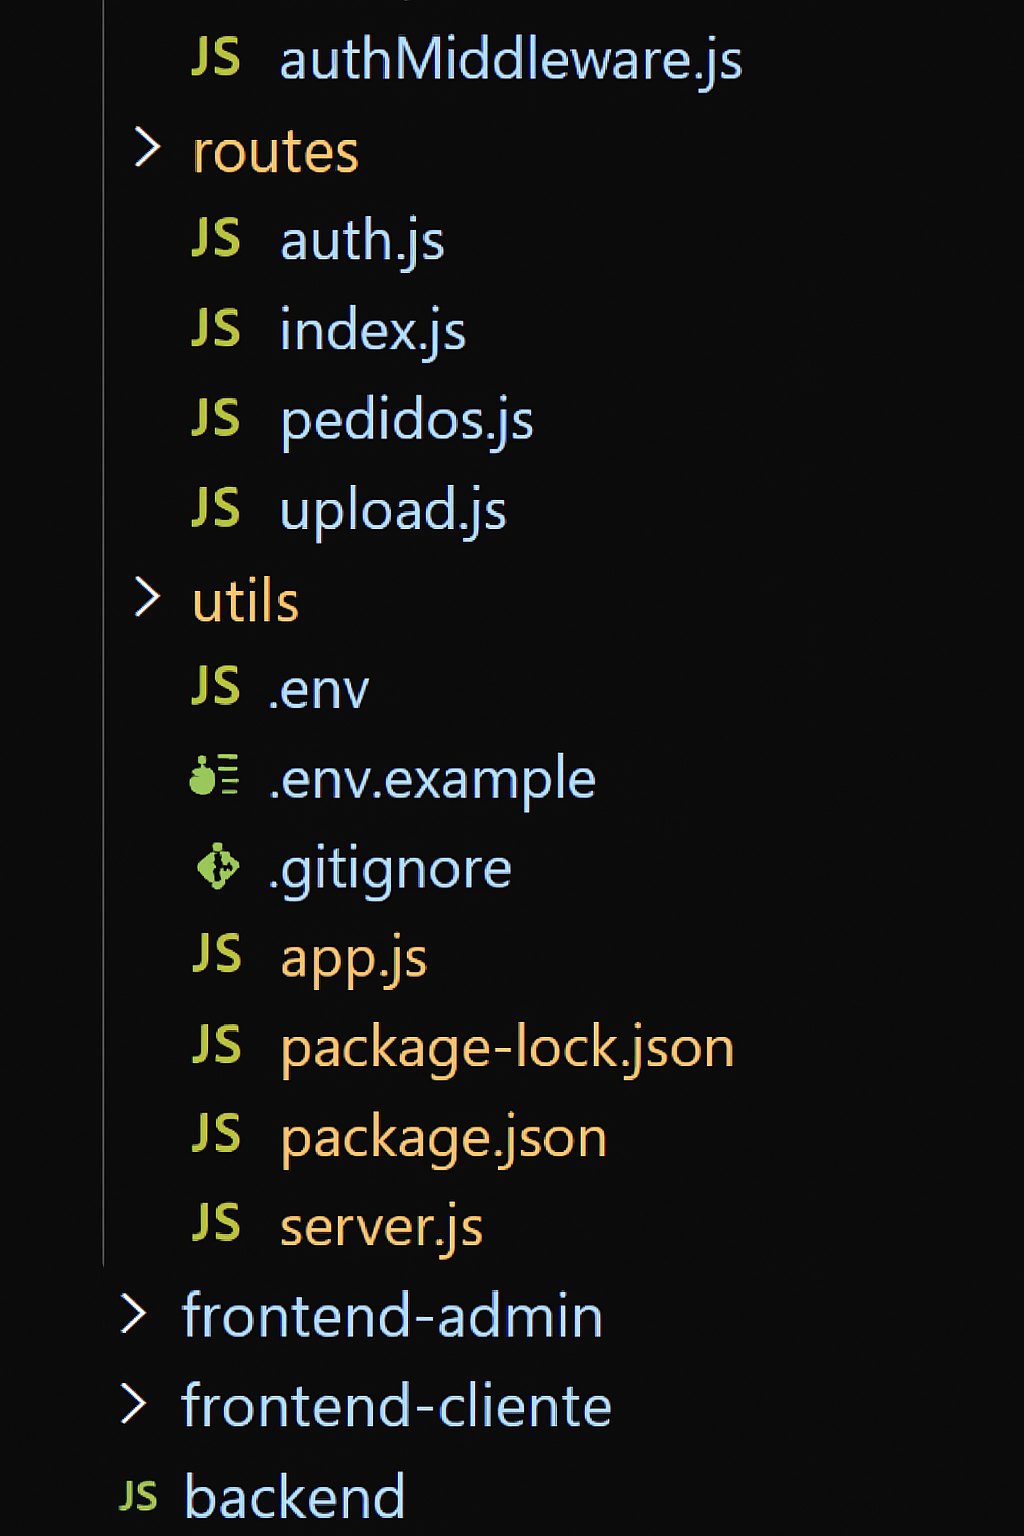 JS authMiddleware.js
> routes
JS auth.js
JS index.js
JS pedidos.js
JS upload.js
> utils
JS .env
.env.example
.gitignore
JS app.js
JS package-lock.json
JS package.json
JS server.js
> frontend-admin
> frontend-cliente
JS backend